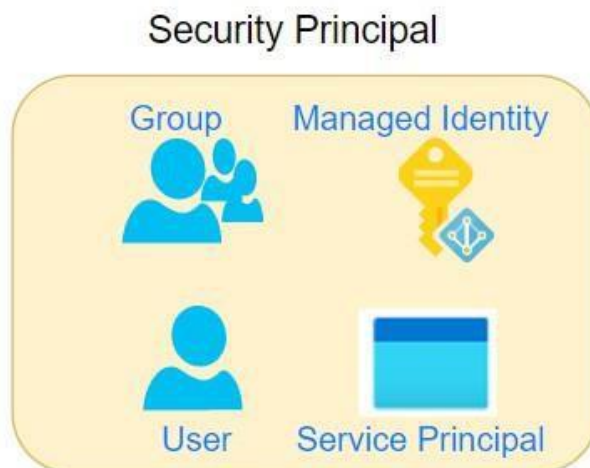 Security Principal
Group
Managed Identity
User
Service Principal